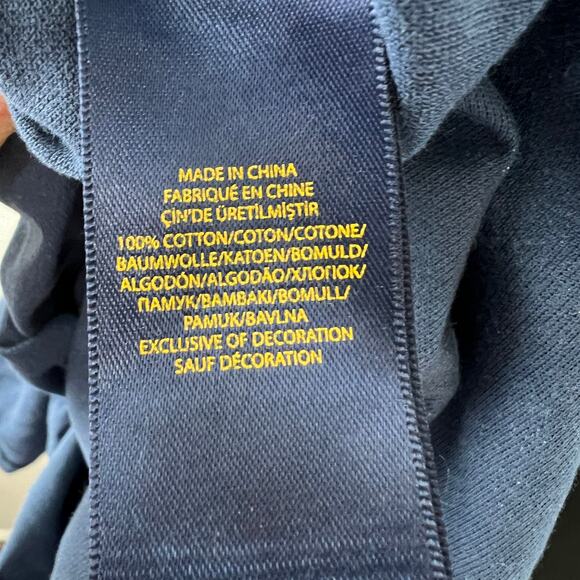 MADE IN CHINA
FABRIQUÉ EN CHINE
ÇİN'DE ÜRETİLMİŞTİR
100% COTTON/COTON/COTONE/
BAUMWOLLE/KATOEN/BOMULD/
ALGODÓN/ALGODÃO/ХЛОПОК/
ПАМУК/BAMBAKI/BOMULL/
PAMUK/BAVLNA
EXCLUSIVE OF DECORATION
SAUF DÉCORATION